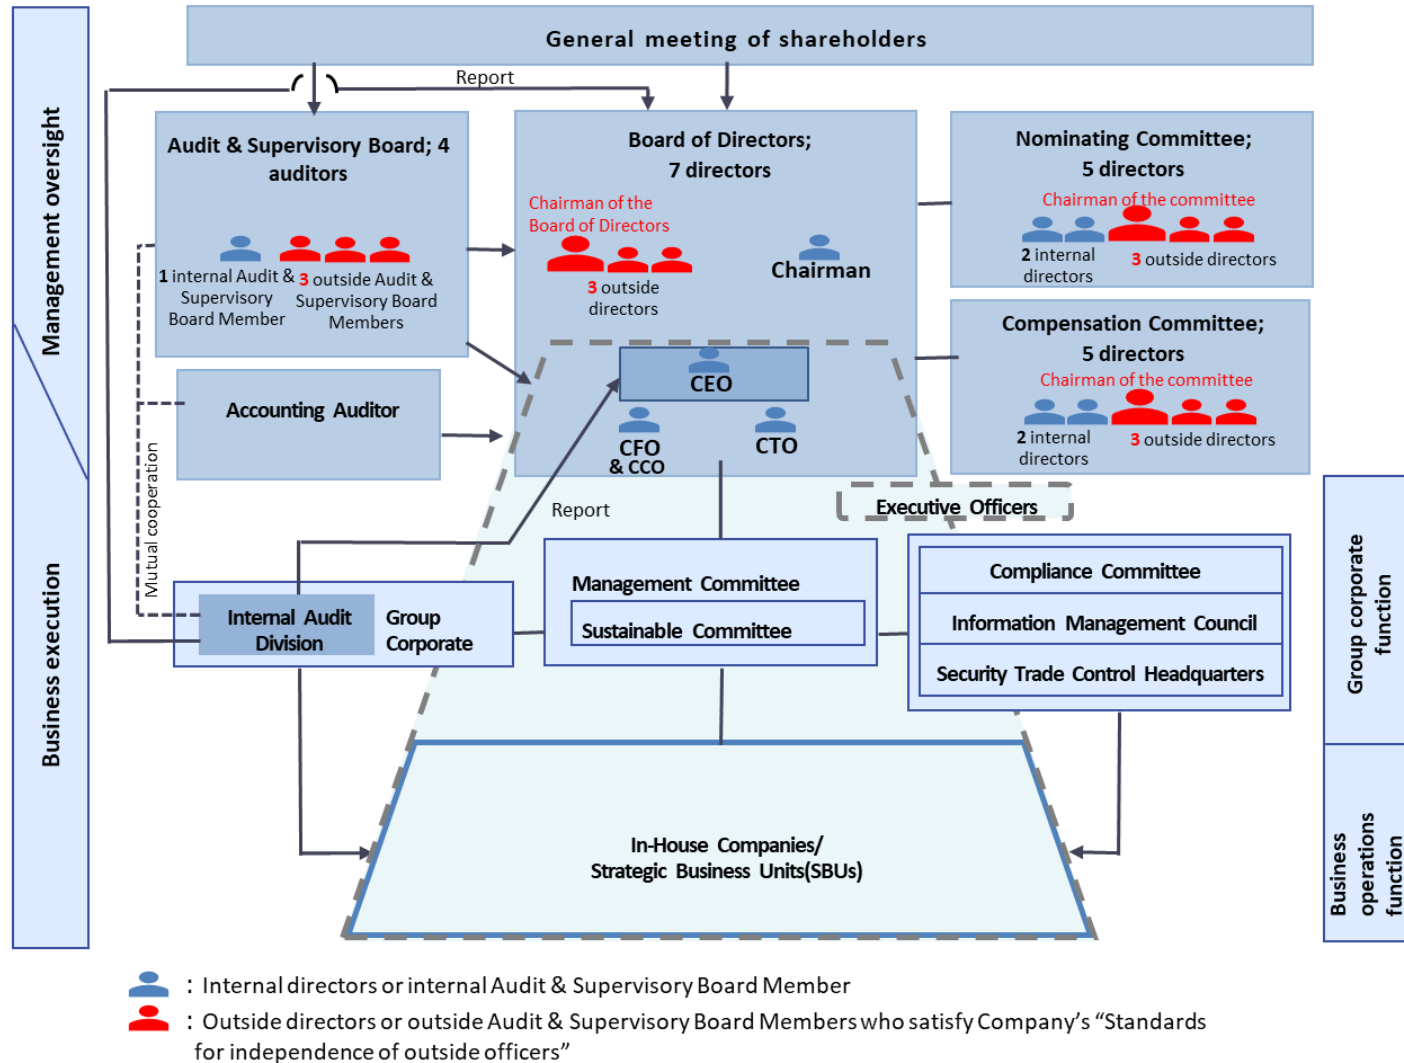 General meeting of shareholders
Report
Management oversight
Business execution
Audit & Supervisory Board; 4
auditors
1 internal Audit &
Supervisory
Board Member
3 outside Audit &
Supervisory Board
Members
Board of Directors;
7 directors
Chairman of the
Board of Directors
3 outside
directors
Chairman
Nominating Committee;
5 directors
Chairman of the committee
2 internal
directors
3 outside directors
Compensation Committee;
5 directors
Chairman of the committee
2 internal
directors
3 outside directors
Accounting Auditor
CEO
CFO
& CCO
CTO
Mutual cooperation
Report
Executive Officers
Internal Audit
Division
Group
Corporate
Management Committee
Sustainable Committee
Compliance Committee
Information Management Council
Security Trade Control Headquarters
Group corporate
function
Business
operations
function
In-House Companies/
Strategic Business Units(SBUs)
: Internal directors or internal Audit & Supervisory Board Member
: Outside directors or outside Audit & Supervisory Board Members who satisfy Company’s “Standards
for independence of outside officers”